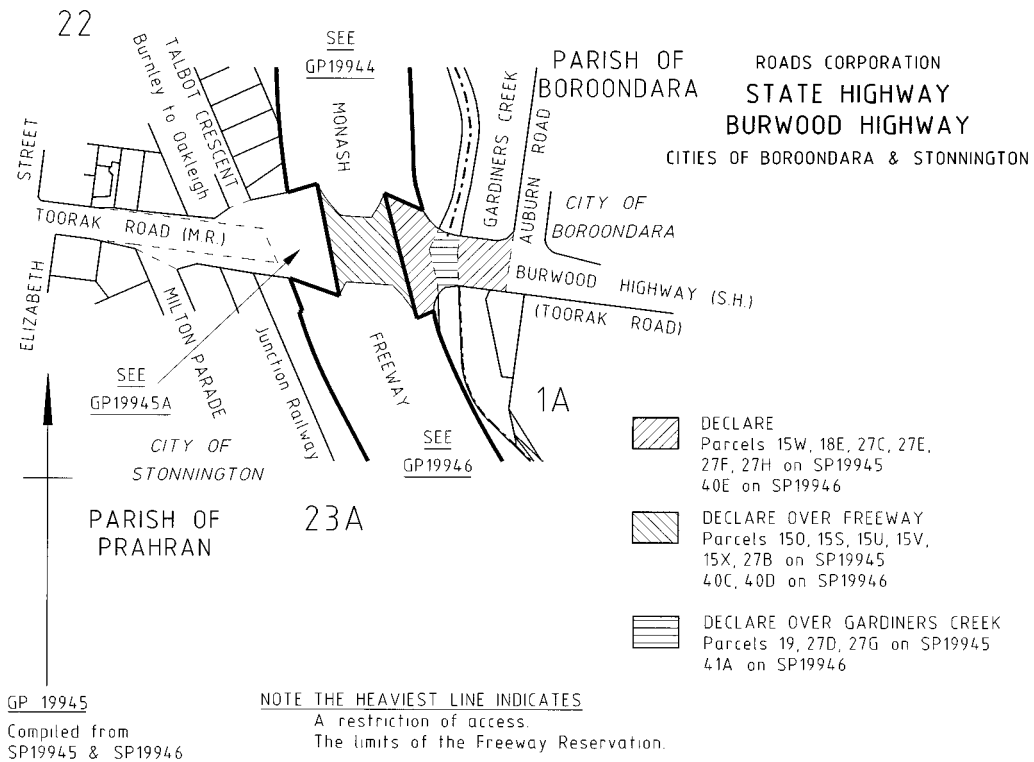 22
SEE
GP19944
PARISH OF
BOROONDARA
ROADS CORPORATION
STATE HIGHWAY
BURWOOD HIGHWAY
CITIES OF BOROONDARA & STONNINGTON
TALBOT CRESCENT
Burnley to Oakleigh
MONASH
GARDINERS CREEK
AUBURN ROAD
STREET
CITY OF
BOROONDARA
TOORAK ROAD (M.R.)
BURWOOD HIGHWAY (S.H.)
(TOORAK ROAD)
ELIZABETH
MILTON PARADE
Junction Railway
FREEWAY
SEE
GP19945A
1A
SEE
GP19946
CITY OF
STONNINGTON
PARISH OF
PRAHRAN
23A
DECLARE
Parcels 15W, 18E, 27C, 27E,
27F, 27H on SP19945
40E on SP19946
DECLARE OVER FREEWAY
Parcels 15O, 15S, 15U, 15V,
15X, 27B on SP19945
40C, 40D on SP19946
DECLARE OVER GARDINERS CREEK
Parcels 19, 27D, 27G on SP19945
41A on SP19946
GP 19945
Compiled from
SP19945 & SP19946
NOTE THE HEAVIEST LINE INDICATES
A restriction of access.
The limits of the Freeway Reservation.